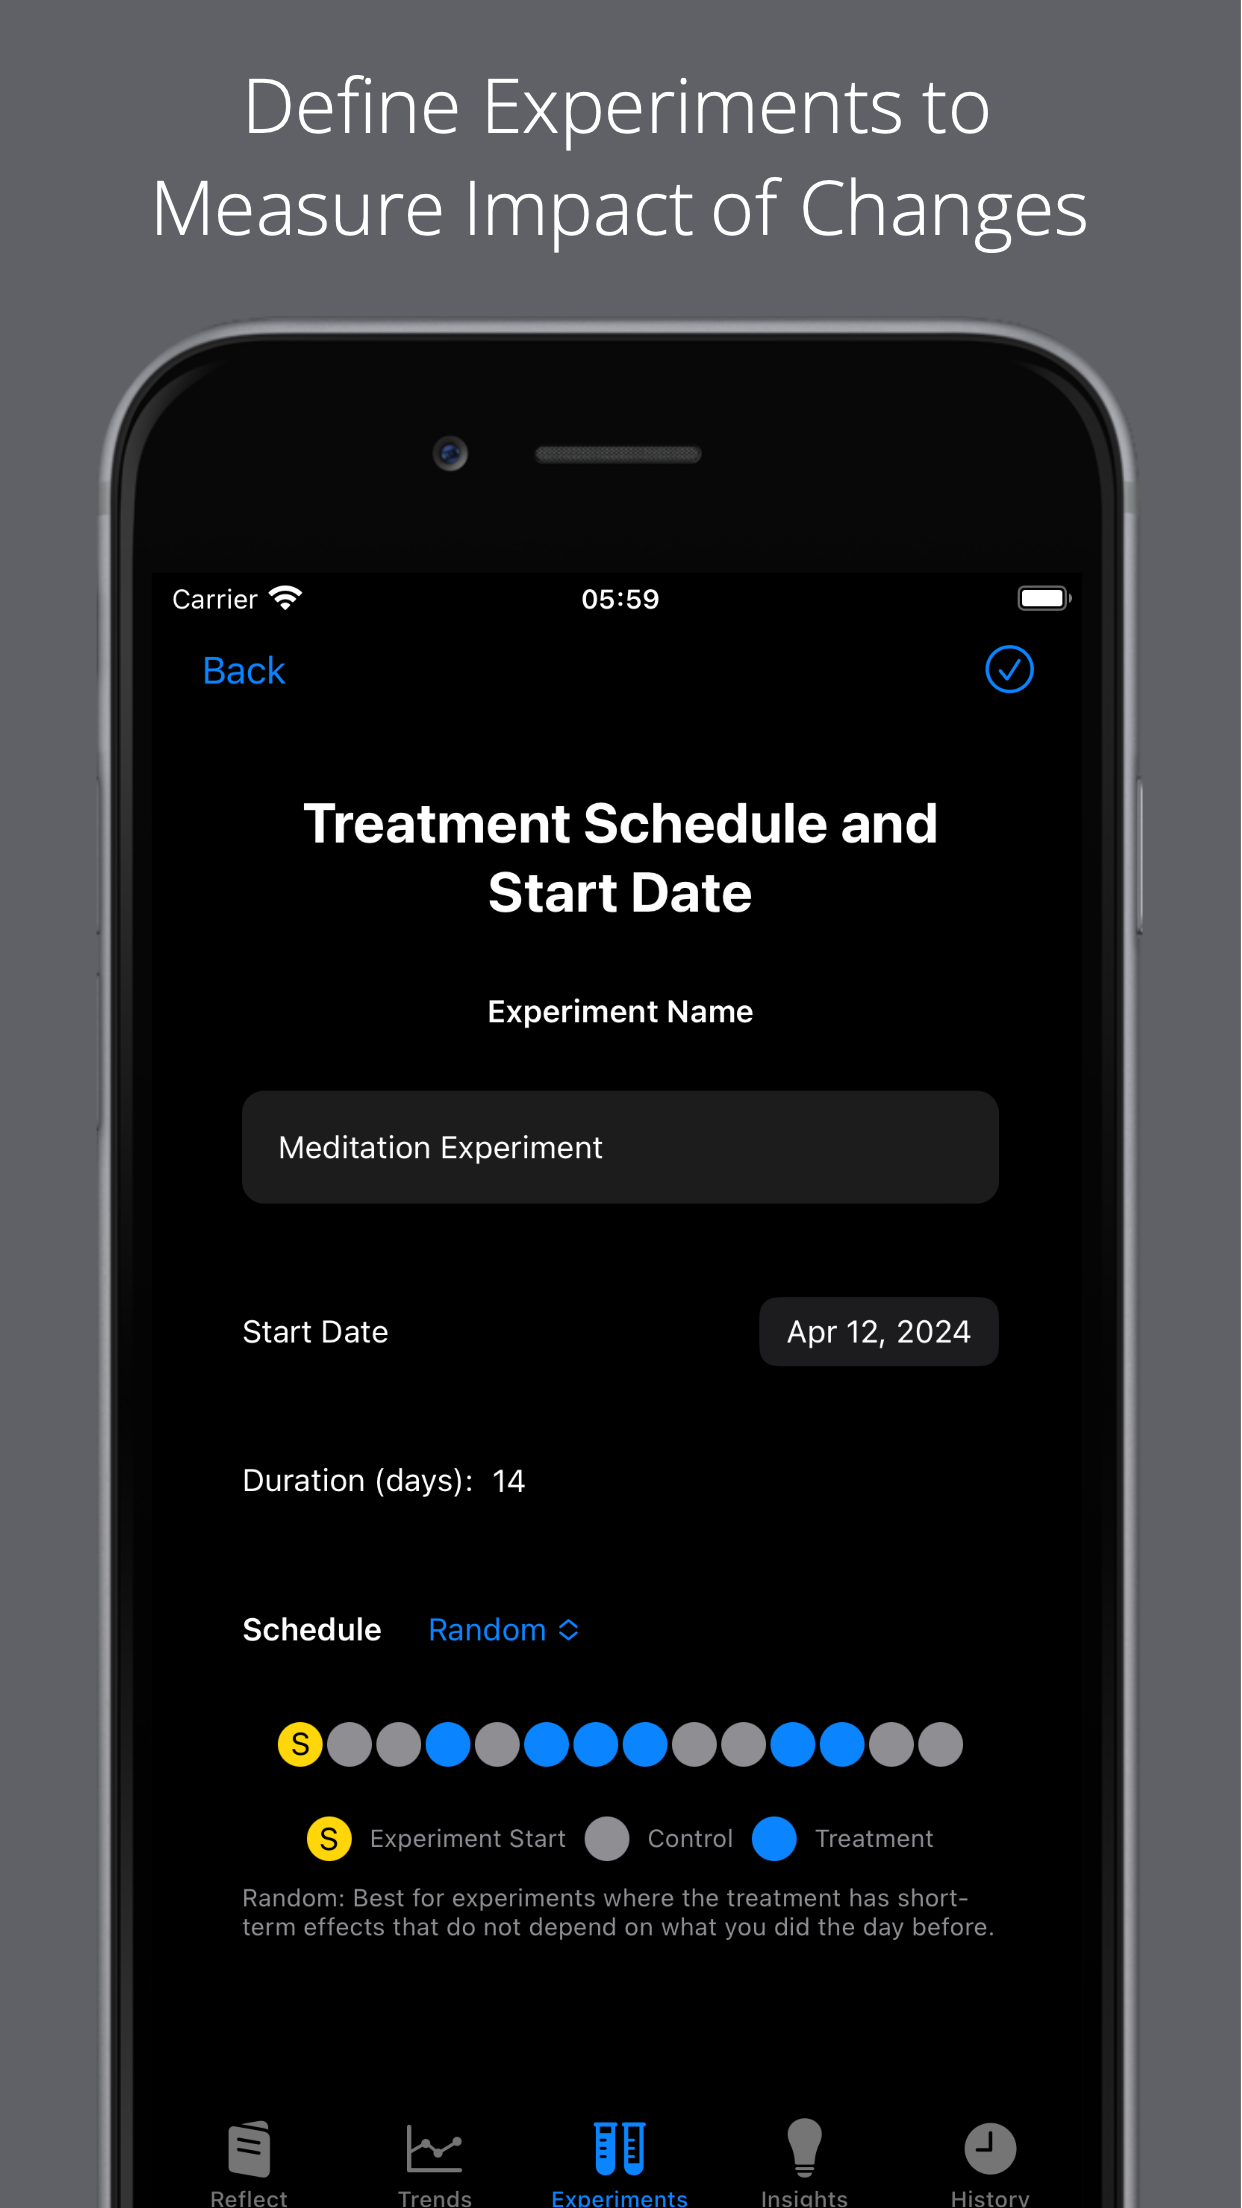 Define Experiments to
Measure Impact of Changes
Carrier 05:59
Back
Treatment Schedule and
Start Date
Experiment Name
Meditation Experiment
Start Date Apr 12, 2024
Duration (days): 14
Schedule Random
S
S Experiment Start Control Treatment
Random: Best for experiments where the treatment has short-
term effects that do not depend on what you did the day before.
Reflect Trends Experiments Insights History